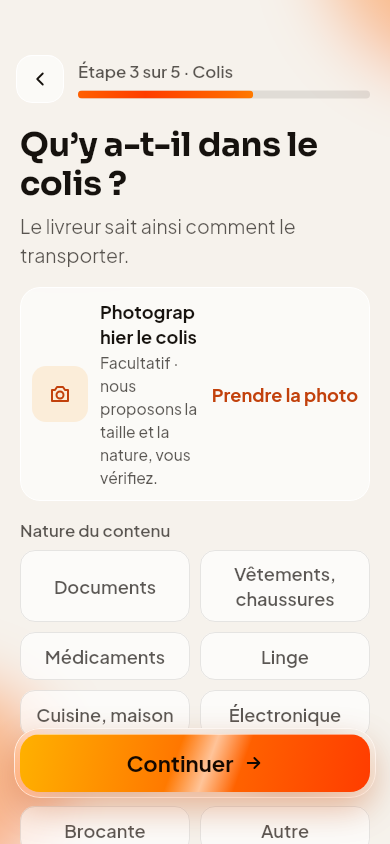 Étape 3 sur 5 · Colis
Qu’y a-t-il dans le
colis ?
Le livreur sait ainsi comment le
transporter.
Photograp
hier le colis
Facultatif ·
nous
proposons la
taille et la
nature, vous
vérifiez.
Prendre la photo
Nature du contenu
Documents
Vêtements,
chaussures
Médicaments
Linge
Cuisine, maison
Électronique
Continuer →
Brocante
Autre